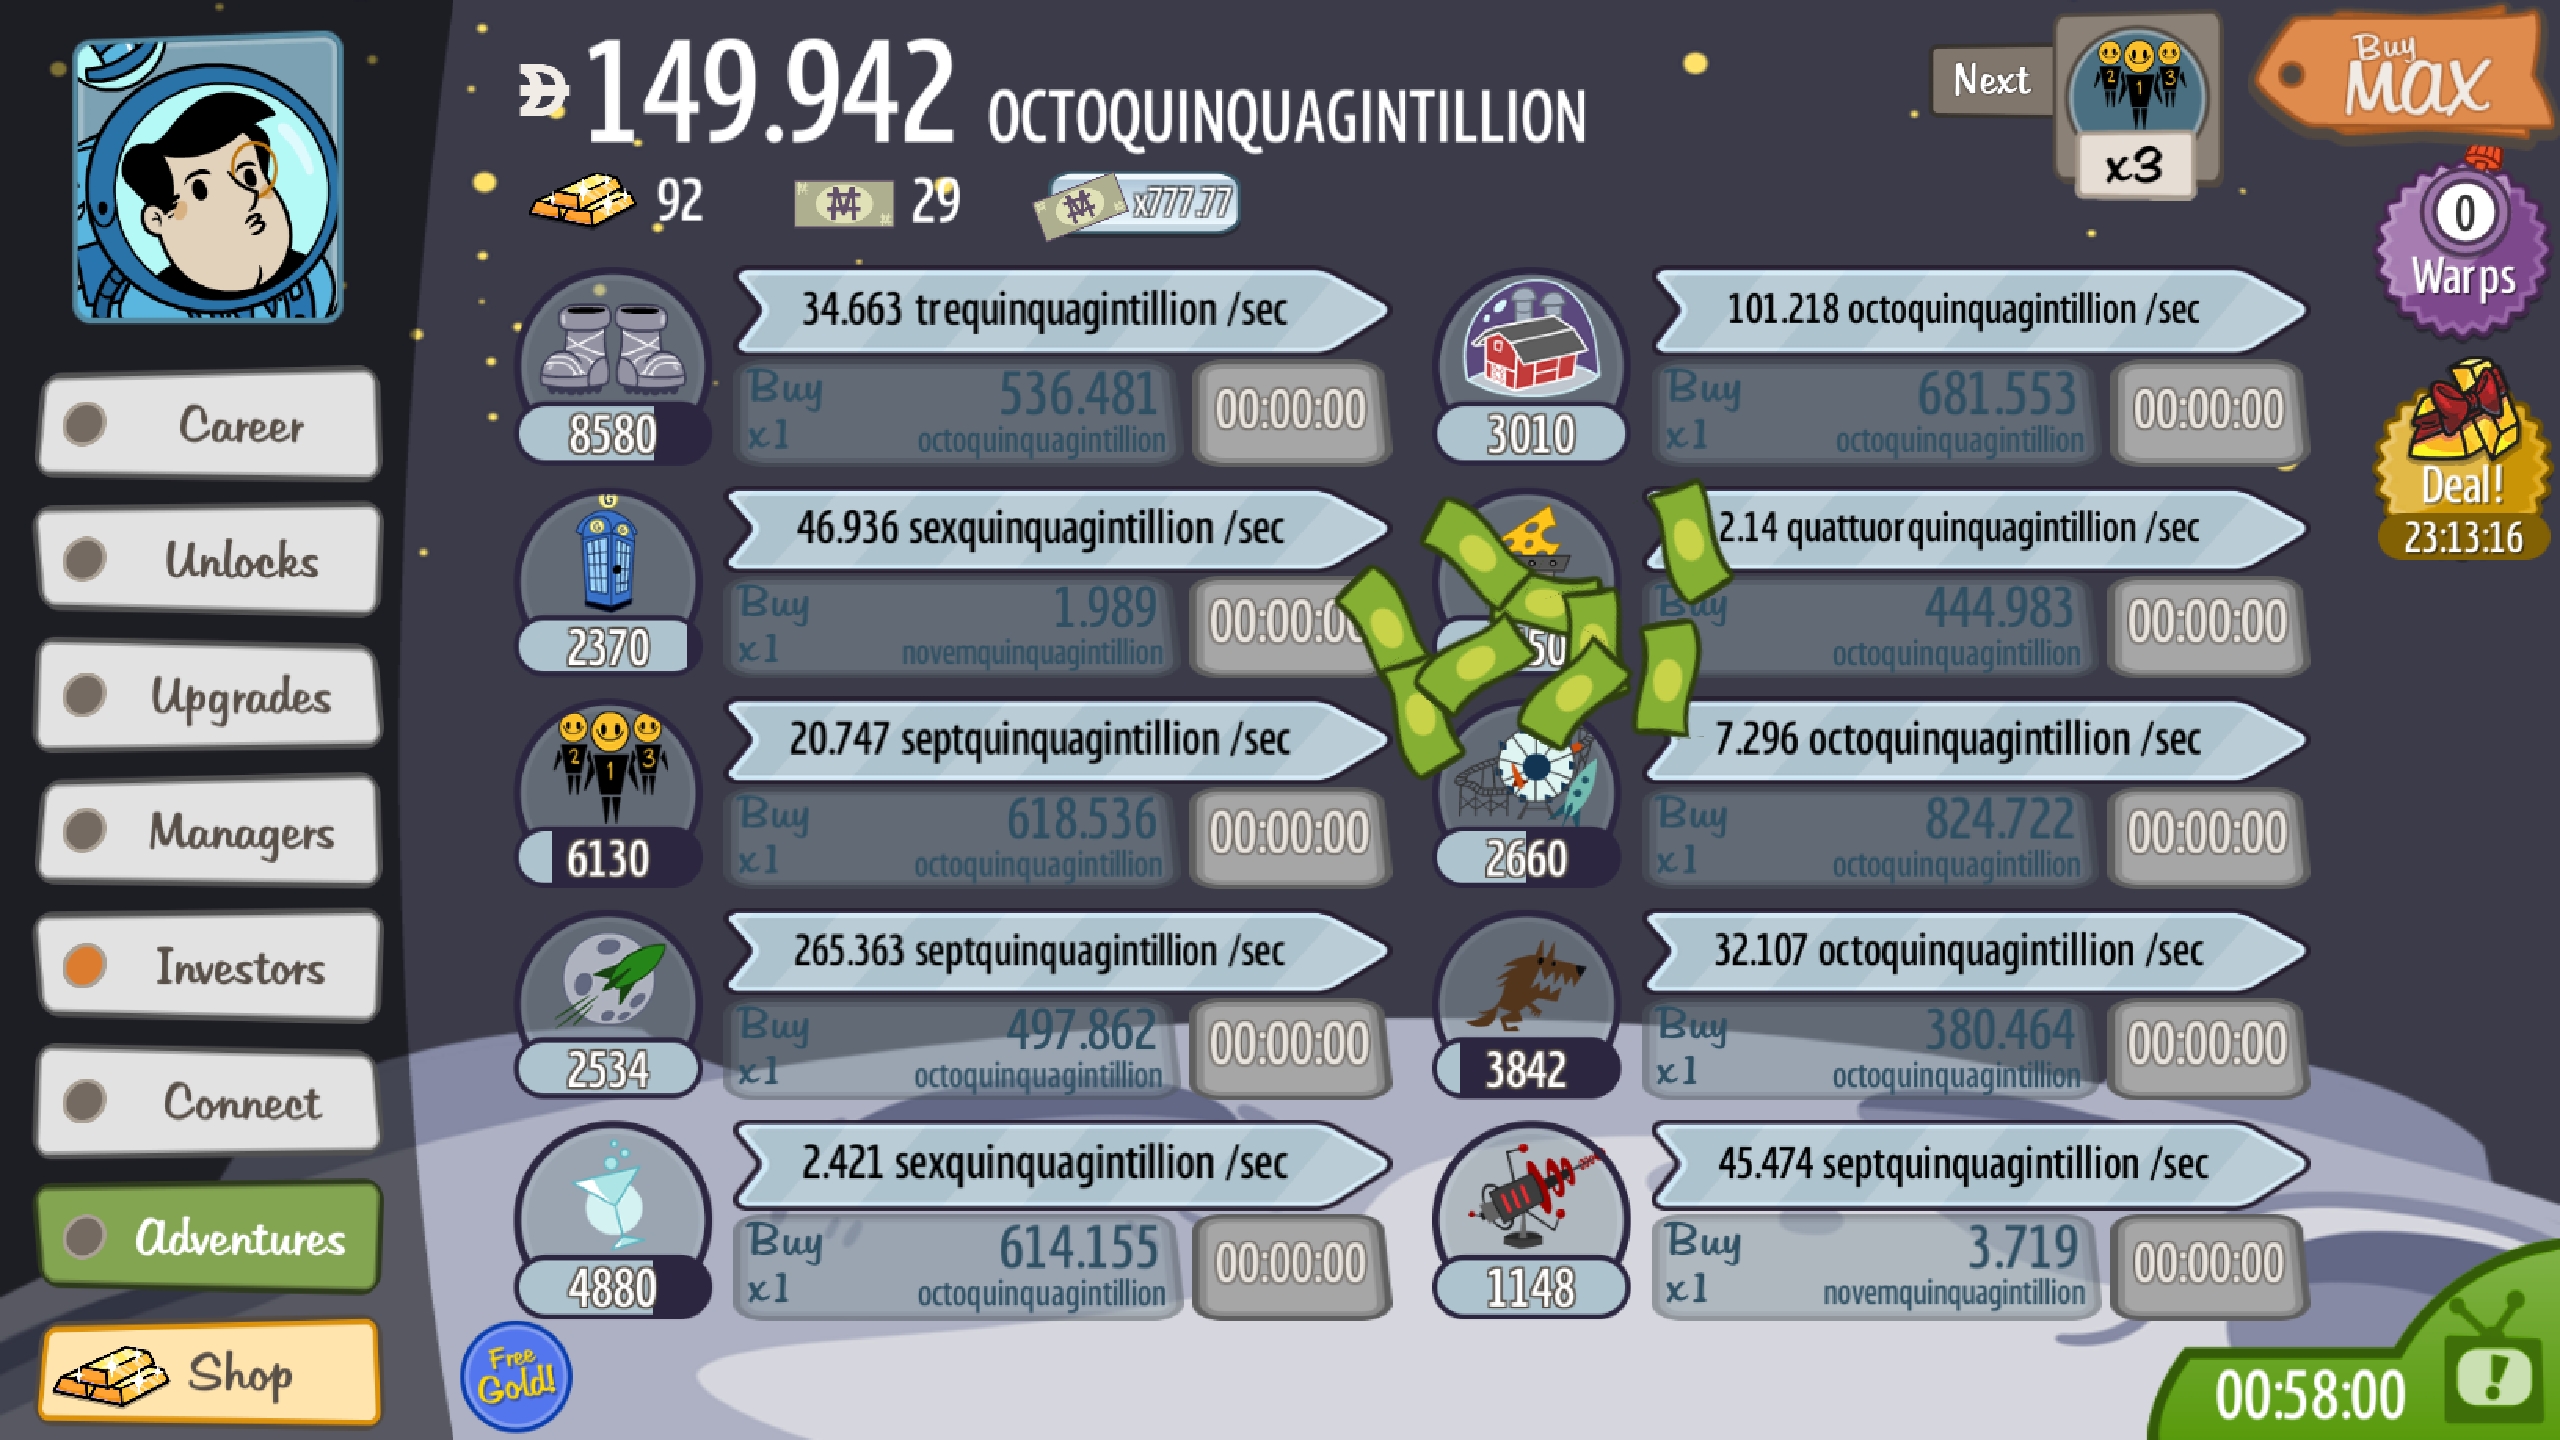 149.942 OCTOQUINQUAGINTILLION
92
29
x777.77
Next
x3
Buy
MAX
0
Warps
Deal!
23:13:16
Career
Unlocks
Upgrades
Managers
Investors
Connect
Adventures
Shop
34.663 trequinquagintillion /sec
8580
Buy
x1
536.481
octoquinquagintillion
00:00:00
101.218 octoquinquagintillion /sec
3010
Buy
x1
681.553
octoquinquagintillion
00:00:00
G
46.936 sexquinquagintillion /sec
2370
Buy
x1
1.989
novemquinquagintillion
00:00:00
2.14 quattuorquinquagintillion /sec
Buy
x1
444.983
octoquinquagintillion
00:00:00
2 1 3
20.747 septquinquagintillion /sec
6130
Buy
x1
618.536
octoquinquagintillion
00:00:00
7.296 octoquinquagintillion /sec
2660
Buy
x1
824.722
octoquinquagintillion
00:00:00
265.363 septquinquagintillion /sec
2534
Buy
x1
497.862
octoquinquagintillion
00:00:00
32.107 octoquinquagintillion /sec
3842
Buy
x1
380.464
octoquinquagintillion
00:00:00
2.421 sexquinquagintillion /sec
4880
Buy
x1
614.155
octoquinquagintillion
00:00:00
45.474 septquinquagintillion /sec
1148
Buy
x1
3.719
novemquinquagintillion
00:00:00
Free
Gold!
00:58:00
!